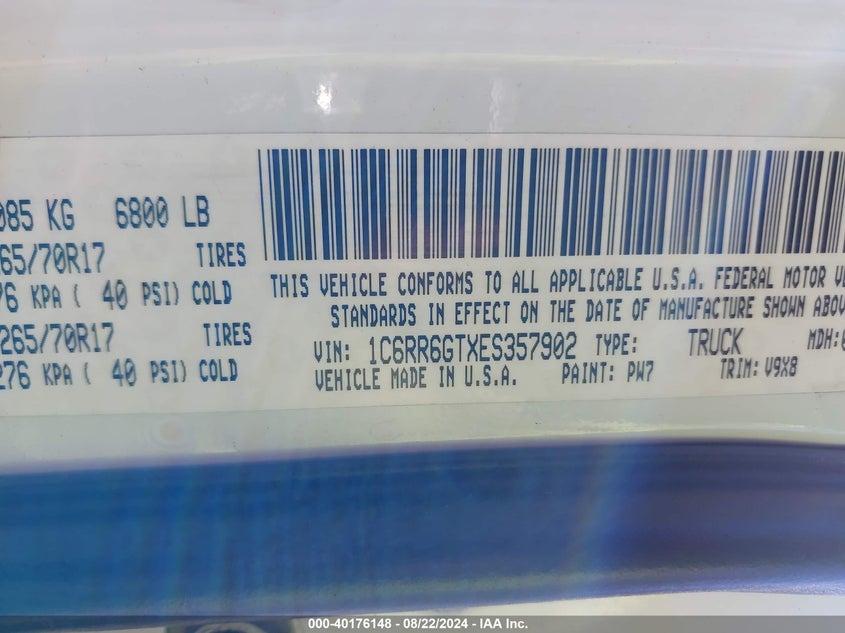 085 KG 6800 LB
65/70R17 TIRES
76 KPA ( 40 PSI) COLD
265/70R17 TIRES
276 KPA ( 40 PSI) COLD
THIS VEHICLE CONFORMS TO ALL APPLICABLE U.S.A. FEDERAL MOTOR VE
STANDARDS IN EFFECT ON THE DATE OF MANUFACTURE SHOWN ABOV
VIN: 1C6RR6GTXES357902 TYPE: TRUCK MDH:0
VEHICLE MADE IN U.S.A. PAINT: PW7 TRIM: V9X8
000-40176148 - 08/22/2024 - IAA Inc.